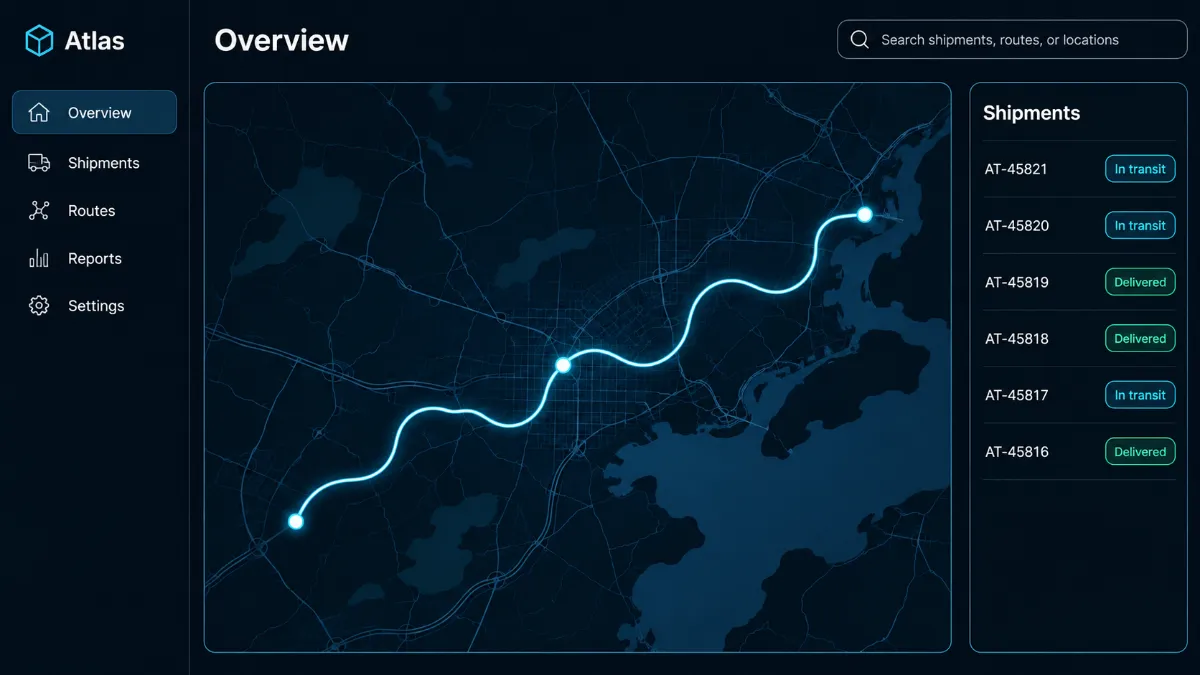 Atlas
Overview
Search shipments, routes, or locations
Overview
Shipments
Routes
Reports
Settings
Shipments
AT-45821 In transit
AT-45820 In transit
AT-45819 Delivered
AT-45818 Delivered
AT-45817 In transit
AT-45816 Delivered